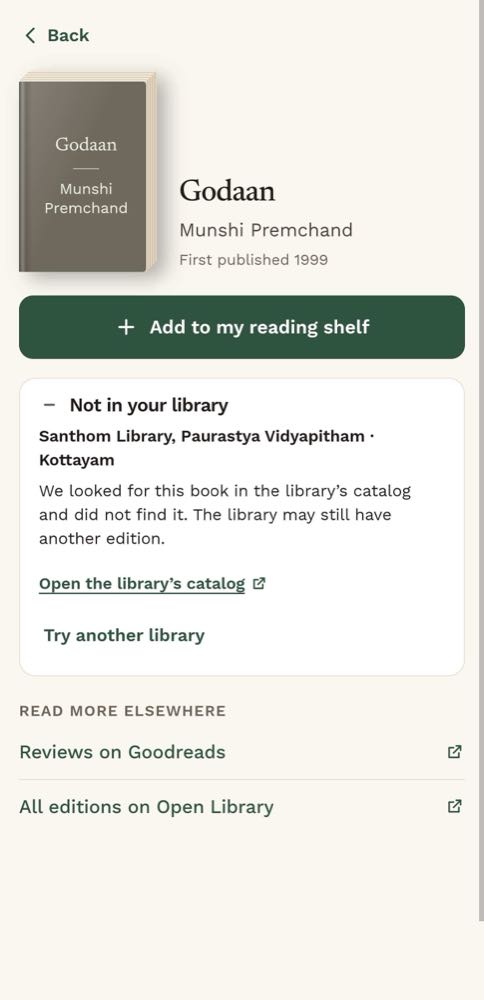 Back
Godaan
Munshi
Premchand
Godaan
Munshi Premchand
First published 1999
Add to my reading shelf
Not in your library
Santhom Library, Paurastya Vidyapitham ·
Kottayam
We looked for this book in the library’s catalog
and did not find it. The library may still have
another edition.
Open the library’s catalog
Try another library
READ MORE ELSEWHERE
Reviews on Goodreads
All editions on Open Library